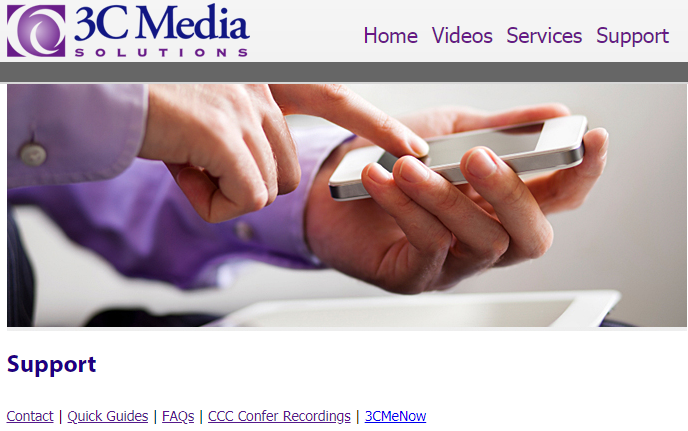 3C Media
SOLUTIONS
Home Videos Services Support
Support
Contact | Quick Guides | FAQs | CCC Confer Recordings | 3CMeNow